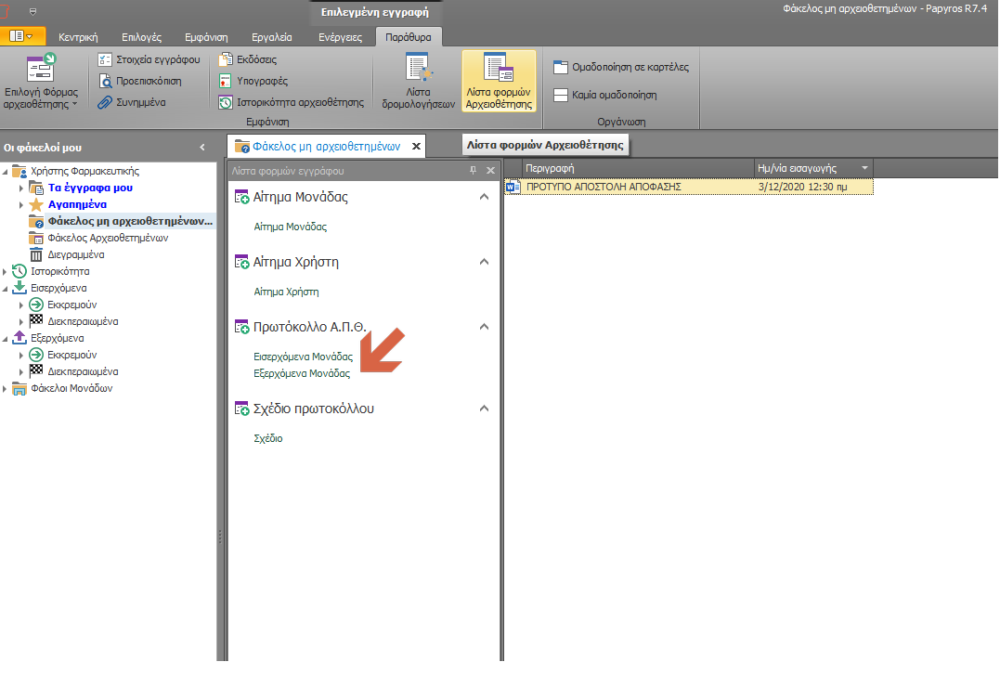 Επιλεγμένη εγγραφή
Φάκελος μη αρχειοθετημένων - Papyros R7.4
Κεντρική Επιλογές Εμφάνιση Εργαλεία Ενέργειες Παράθυρα
Επιλογή Φόρμας
αρχειοθέτησης
Στοιχεία εγγράφου
Προεπισκόπιση
Συνημμένα
Εκδόσεις
Υπογραφές
Ιστορικότητα αρχειοθέτησης
Εμφάνιση
Λίστα
δρομολογήσεων
Λίστα φορμών
Αρχειοθέτησης
Ομαδοποίηση σε καρτέλες
Καμία ομαδοποίηση
Οργάνωση
Οι φάκελοί μου
Χρήστης Φαρμακευτικής
Τα έγγραφα μου
Αγαπημένα
Φάκελος μη αρχειοθετημένων...
Φάκελος Αρχειοθετημένων
Διεγραμμένα
Ιστορικότητα
Εισερχόμενα
Εκκρεμούν
Διεκπεραιωμένα
Εξερχόμενα
Εκκρεμούν
Διεκπεραιωμένα
Φάκελοι Μονάδων
Φάκελος μη αρχειοθετημένων
Λίστα φορμών Αρχειοθέτησης
Λίστα φορμών εγγράφου
Αίτημα Μονάδας
Αίτημα Μονάδας
Αίτημα Χρήστη
Αίτημα Χρήστη
Πρωτόκολλο Α.Π.Θ.
Εισερχόμενα Μονάδας
Εξερχόμενα Μονάδας
Σχέδιο πρωτοκόλλου
Σχέδιο
Περιγραφή Ημ/νία εισαγωγής
ΠΡΟΤΥΠΟ ΑΠΟΣΤΟΛΗ ΑΠΟΦΑΣΗΣ 3/12/2020 12:30 πμ